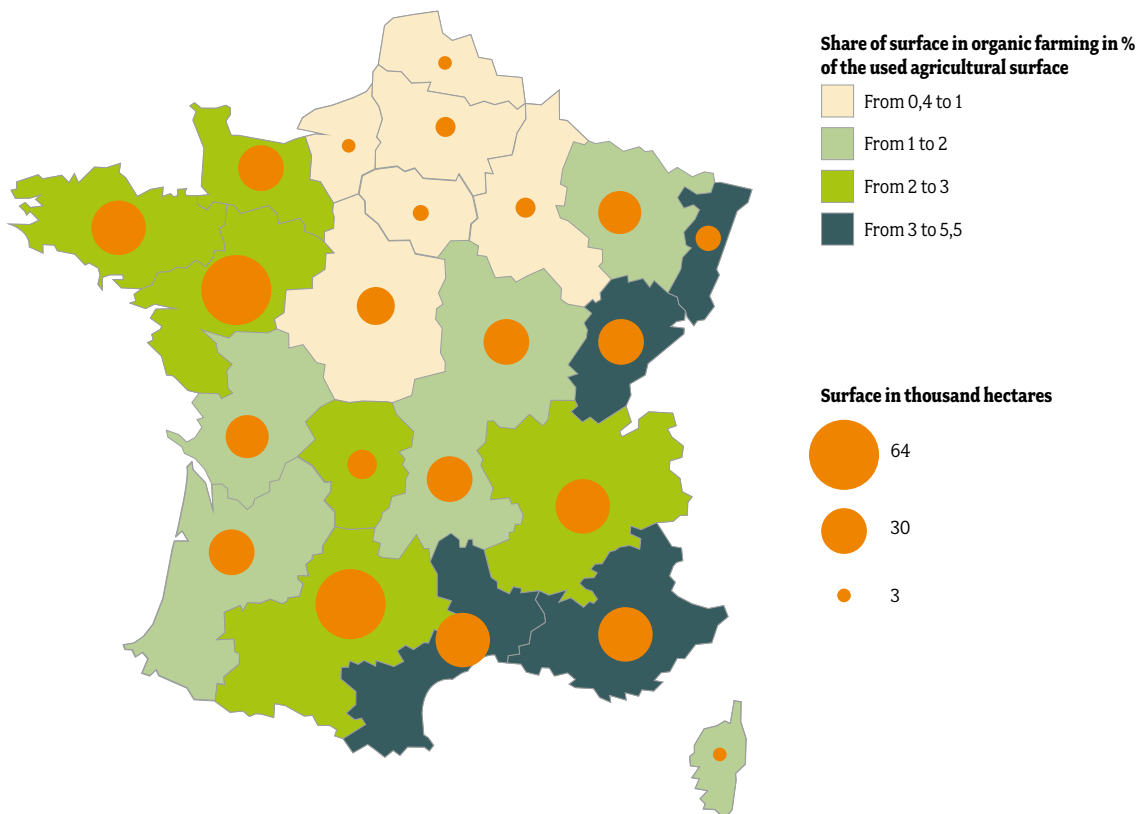 Share of surface in organic farming in %
of the used agricultural surface
From 0,4 to 1
From 1 to 2
From 2 to 3
From 3 to 5,5
Surface in thousand hectares
64
30
3